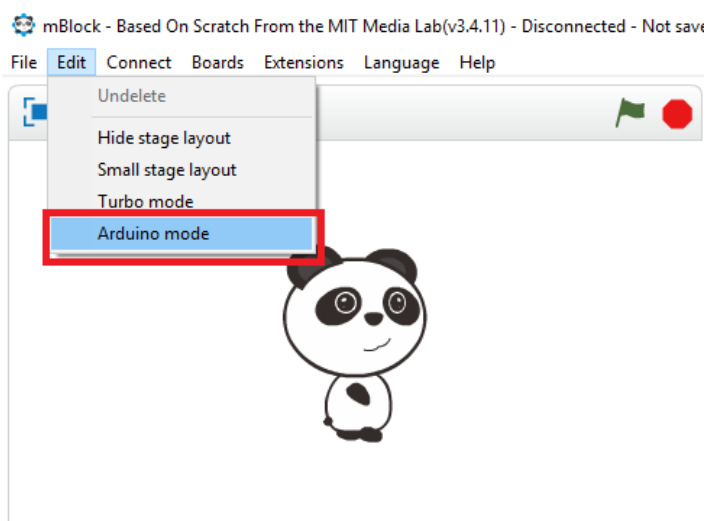 mBlock - Based On Scratch From the MIT Media Lab(v3.4.11) - Disconnected - Not save
File Edit Connect Boards Extensions Language Help
Undelete
Hide stage layout
Small stage layout
Turbo mode
Arduino mode